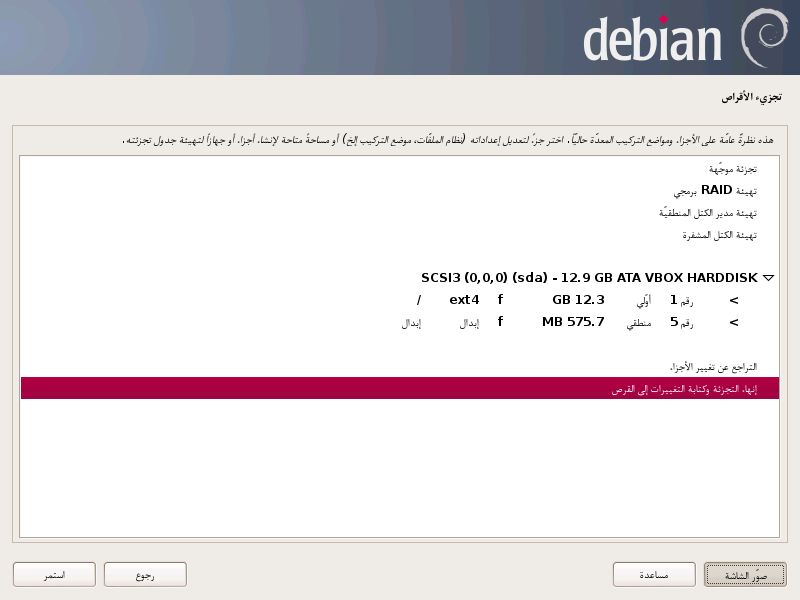 debian
تجزيء الأقراص
هذه نظرةٌ عامّة على الأجزاء ومواضع التركيب المعدّة حاليّاً. اختر جزءً لتعديل إعداداته (نظام الملفّات، موضع التركيب إلخ) أو مساحةً متاحة لإنشاء أجزاء، أو جهازاً لتهيئة جدول تجزئته.
تجزئة موجّهة
تهيئة RAID برمجي
تهيئة مدير الكتل المنطقيّة
تهيئة الكتل المشفرة
SCSI3 (0,0,0) (sda) - 12.9 GB ATA VBOX HARDDISK
> رقم 1 أوّلي 12.3 GB f ext4 /
> رقم 5 منطقي 575.7 MB f إبدال إبدال
التراجع عن تغيير الأجزاء.
إنهاء التجزئة وكتابة التغييرات إلى القرص
صوّر الشاشة مساعدة رجوع استمر